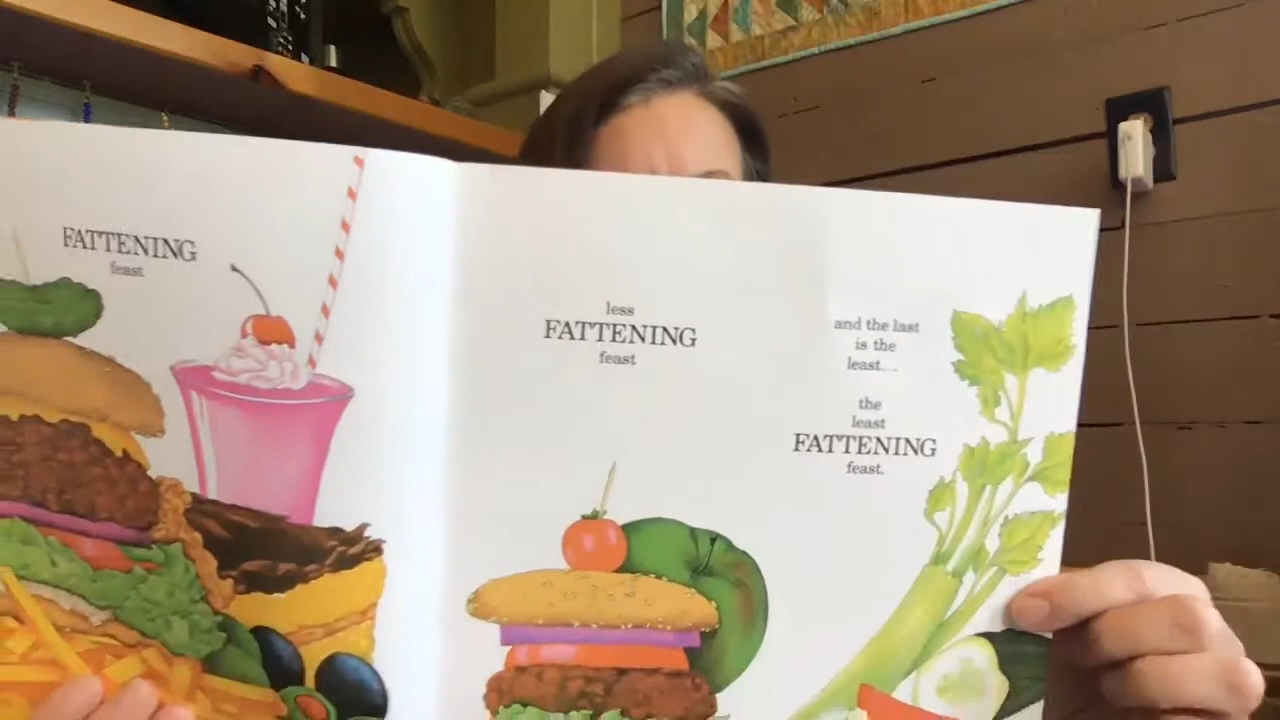 FATTENING
feast
less
FATTENING
feast
and the last
is the
least...
the
least
FATTENING
feast.